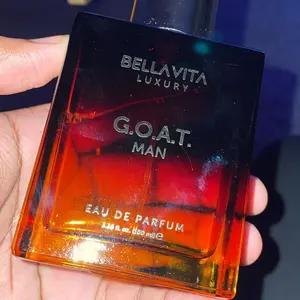 BELLAVITA
LUXURY
G.O.A.T.
MAN
EAU DE PARFUM